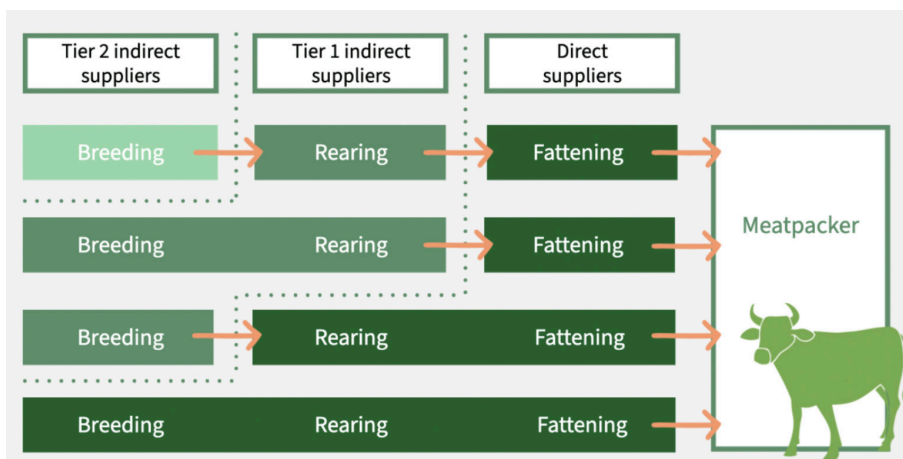 Tier 2 indirect
suppliers
Tier 1 indirect
suppliers
Direct
suppliers
Breeding
Rearing
Fattening
Breeding
Rearing
Fattening
Meatpacker
Breeding
Rearing
Fattening
Breeding
Rearing
Fattening